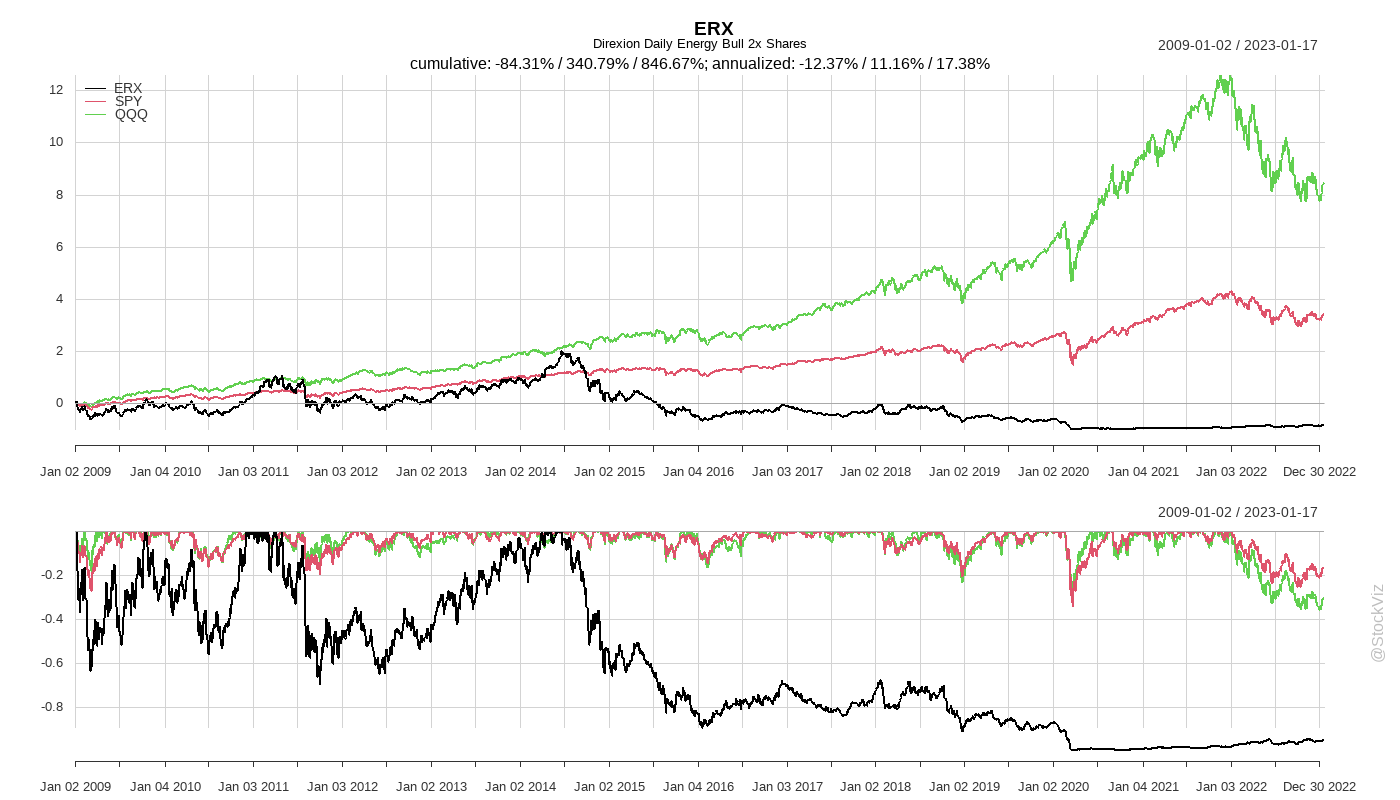 ERX
Direxion Daily Energy Bull 2x Shares
2009-01-02 / 2023-01-17
cumulative: -84.31% / 340.79% / 846.67%; annualized: -12.37% / 11.16% / 17.38%
ERX
SPY
QQQ
12
10
8
6
4
2
0
Jan 02 2009 Jan 04 2010 Jan 03 2011 Jan 03 2012 Jan 02 2013 Jan 02 2014 Jan 02 2015 Jan 04 2016 Jan 03 2017 Jan 02 2018 Jan 02 2019 Jan 02 2020 Jan 04 2021 Jan 03 2022 Dec 30 2022
2009-01-02 / 2023-01-17
-0.2
-0.4
-0.6
-0.8
Jan 02 2009 Jan 04 2010 Jan 03 2011 Jan 03 2012 Jan 02 2013 Jan 02 2014 Jan 02 2015 Jan 04 2016 Jan 03 2017 Jan 02 2018 Jan 02 2019 Jan 02 2020 Jan 04 2021 Jan 03 2022 Dec 30 2022
@StockViz